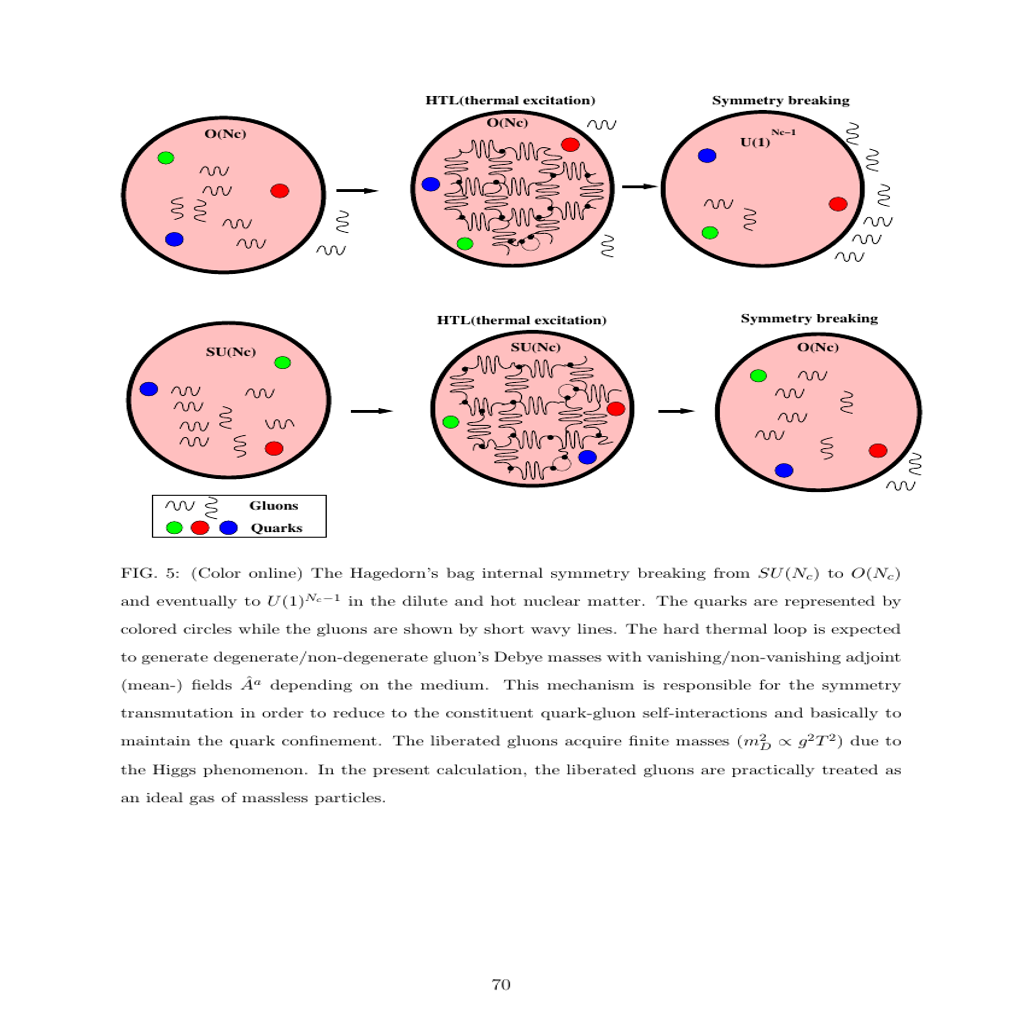 HTL(thermal excitation)
Symmetry breaking
O(Nc)
O(Nc)
U(1)^{Nc−1}
HTL(thermal excitation)
Symmetry breaking
SU(Nc)
SU(Nc)
O(Nc)
Gluons
Quarks
FIG. 5: (Color online) The Hagedorn's bag internal symmetry breaking from SU(N_c) to O(N_c)
and eventually to U(1)^{N_c−1} in the dilute and hot nuclear matter. The quarks are represented by
colored circles while the gluons are shown by short wavy lines. The hard thermal loop is expected
to generate degenerate/non-degenerate gluon's Debye masses with vanishing/non-vanishing adjoint
(mean-) fields Â^a depending on the medium. This mechanism is responsible for the symmetry
transmutation in order to reduce to the constituent quark-gluon self-interactions and basically to
maintain the quark confinement. The liberated gluons acquire finite masses (m_D^2 ∝ g^2T^2) due to
the Higgs phenomenon. In the present calculation, the liberated gluons are practically treated as
an ideal gas of massless particles.
70